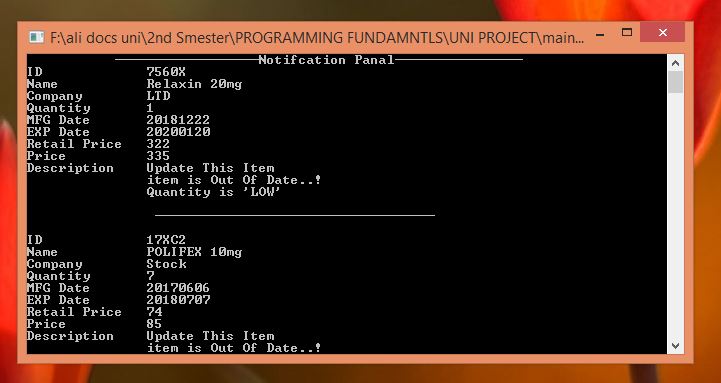 F:\ali docs uni\2nd Smester\PROGRAMMING FUNDAMNTLS\UNI PROJECT\main...
Notifcation Panal
ID 7560X
Name Relaxin 20mg
Company LTD
Quantity 1
MFG Date 20181222
EXP Date 20200120
Retail Price 322
Price 335
Description Update This Item
item is Out Of Date..!
Quantity is 'LOW'
ID 17XC2
Name POLIFEX 10mg
Company Stock
Quantity 7
MFG Date 20170606
EXP Date 20180707
Retail Price 74
Price 85
Description Update This Item
item is Out Of Date..!